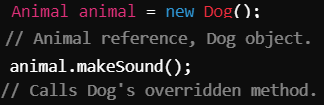 Animal animal = new Dog();
// Animal reference, Dog object.
animal.makeSound();
// Calls Dog's overridden method.